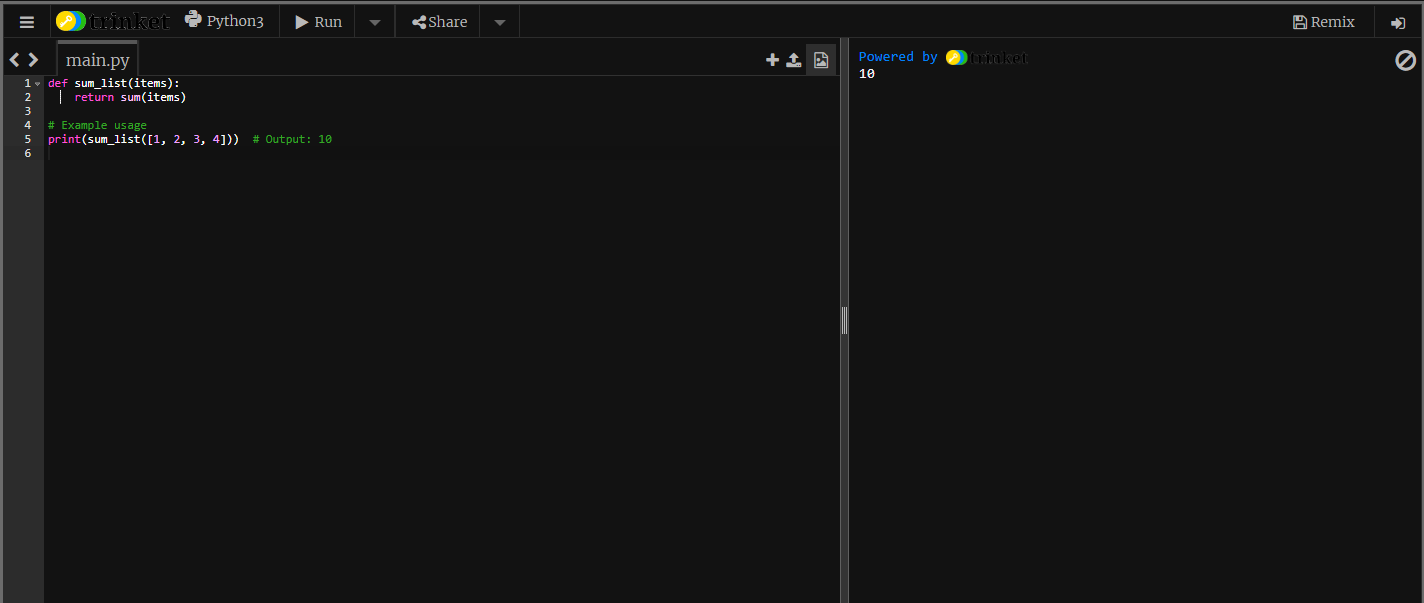 trinket Python3 Run Share Remix
main.py
1 def sum_list(items):
2     return sum(items)
3
4 # Example usage
5 print(sum_list([1, 2, 3, 4]))  # Output: 10
6
Powered by trinket
10